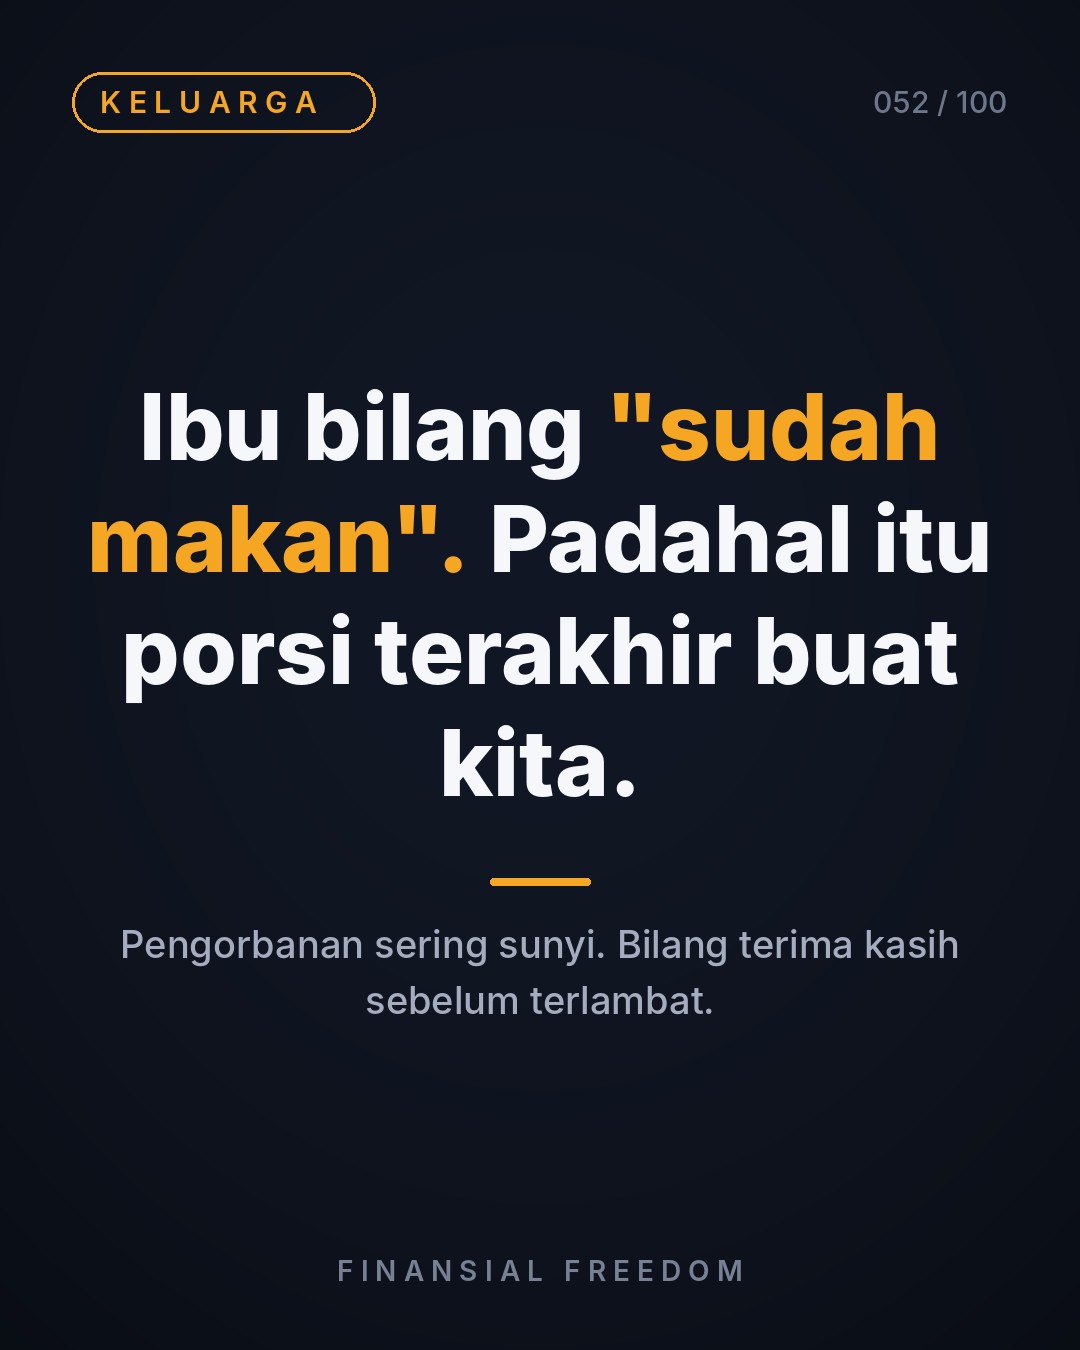 KELUARGA
052 / 100
Ibu bilang "sudah
makan". Padahal itu
porsi terakhir buat
kita.
Pengorbanan sering sunyi. Bilang terima kasih
sebelum terlambat.
FINANSIAL FREEDOM